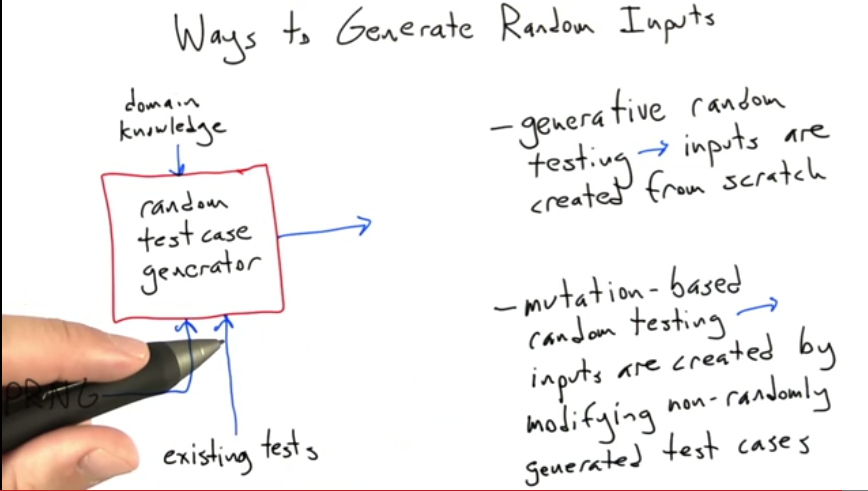 Ways to Generate Random Inputs
domain
knowledge
random
test case
generator
PRNG
existing tests
- generative random
testing → inputs are
created from scratch
- mutation-based
random testing →
inputs are created by
modifying non-randomly
generated test cases